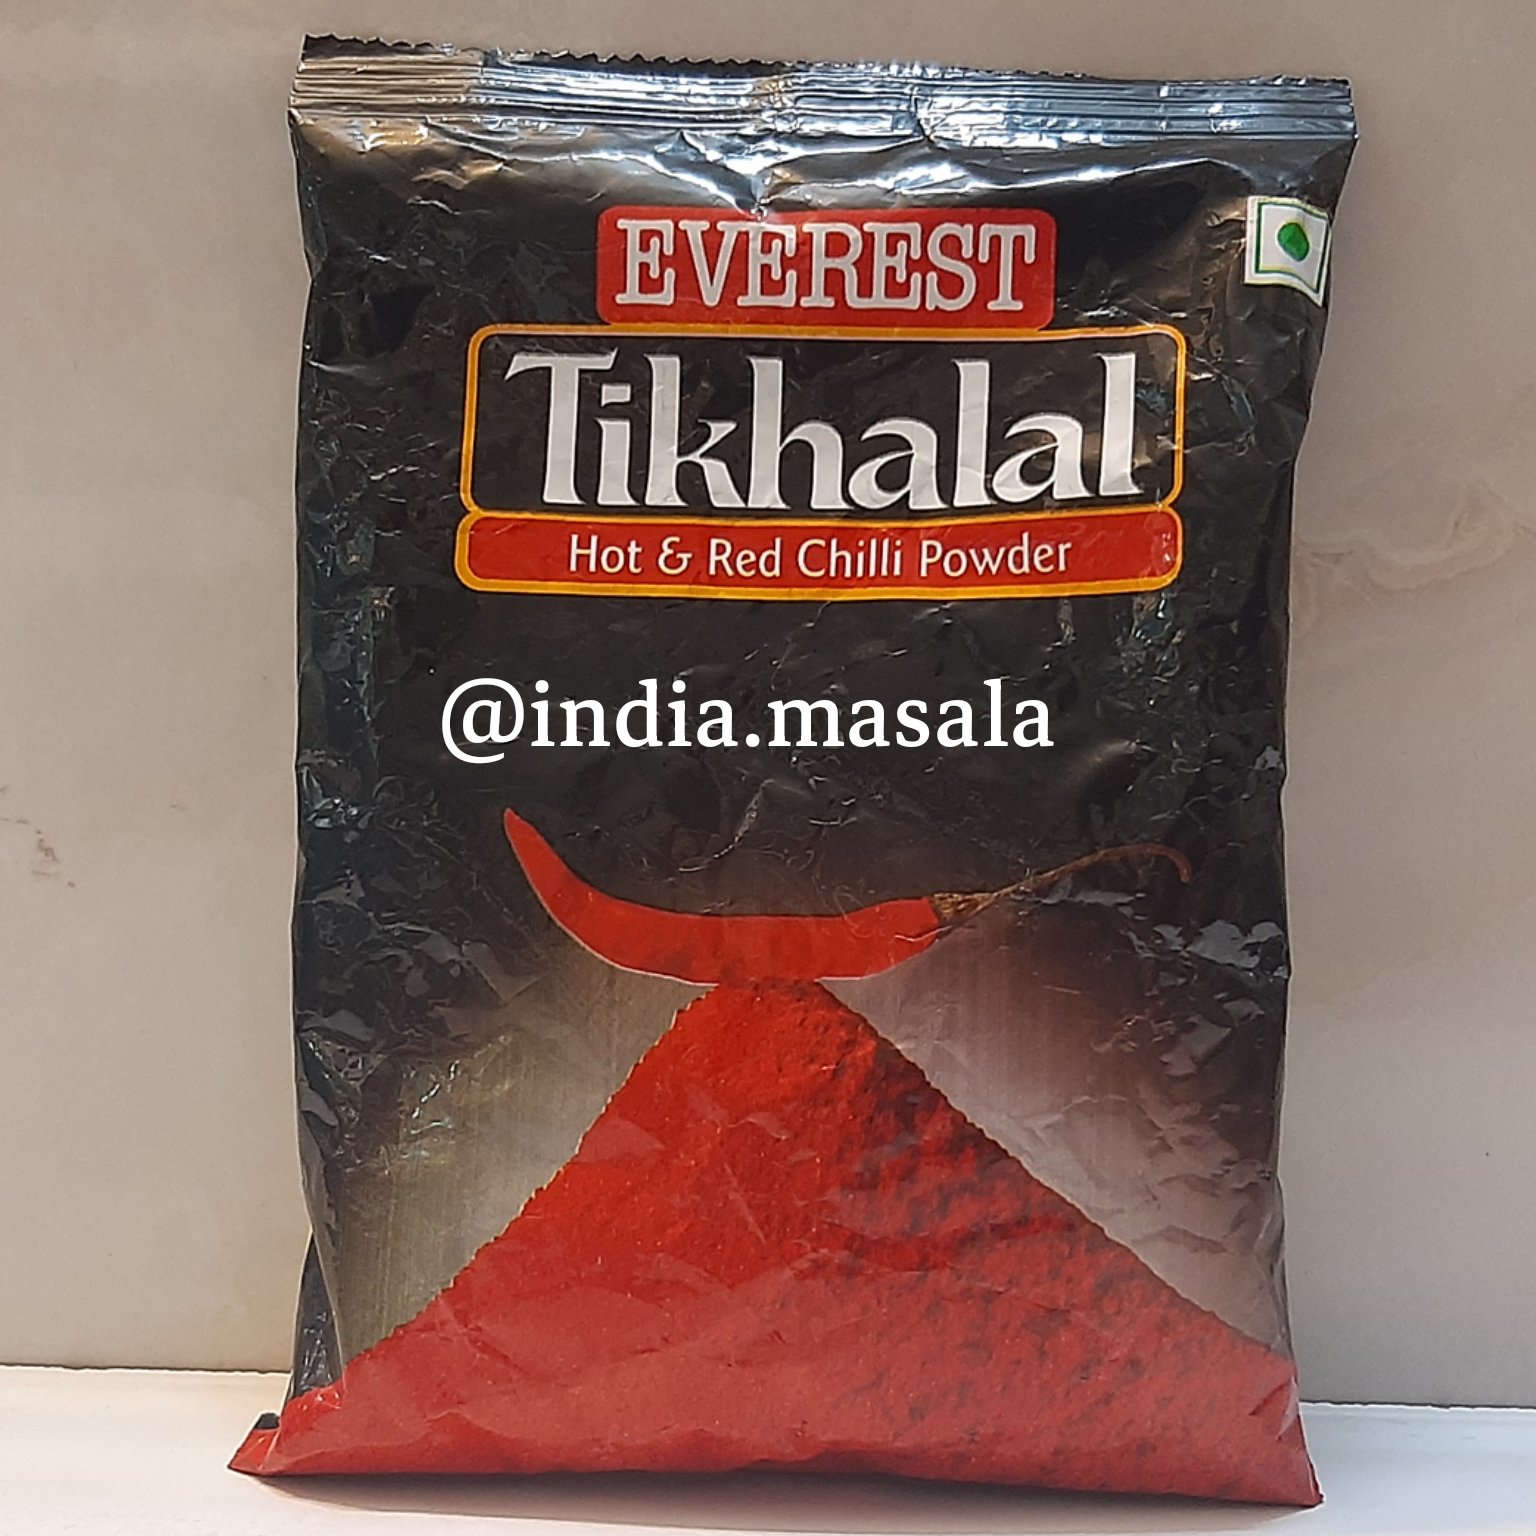 EVEREST
Tikhalal
Hot & Red Chilli Powder
@india.masala